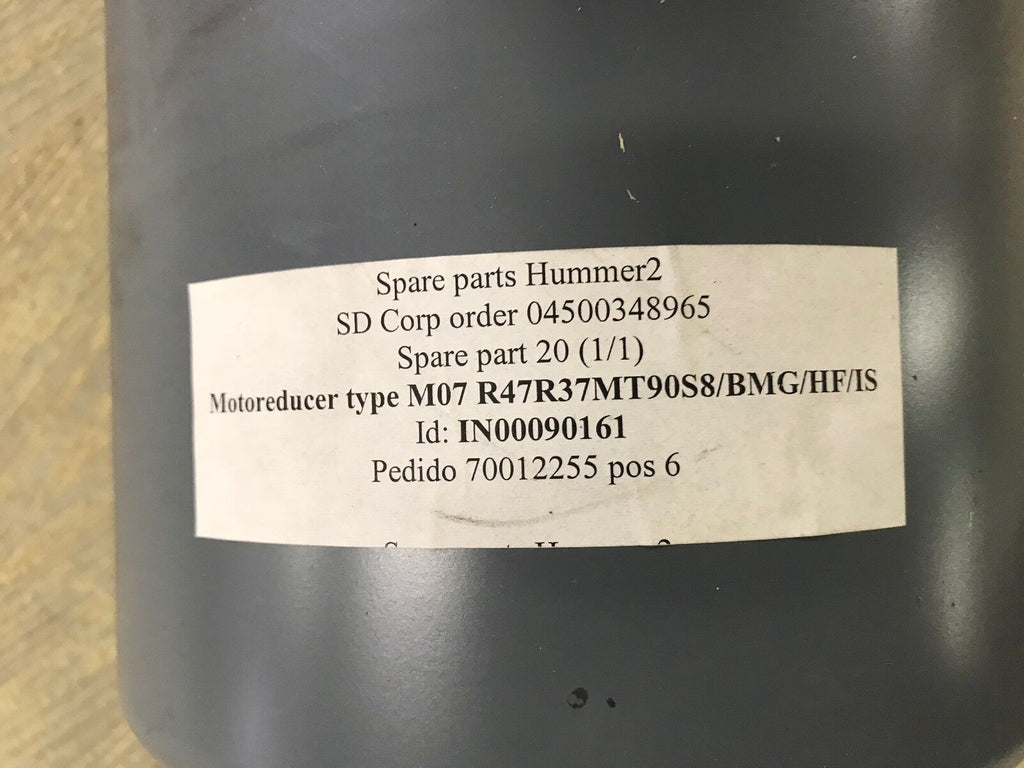 Spare parts Hummer2
SD Corp order 04500348965
Spare part 20 (1/1)
Motoreducer type M07 R47R37MT90S8/BMG/HF/IS
Id: IN00090161
Pedido 70012255 pos 6